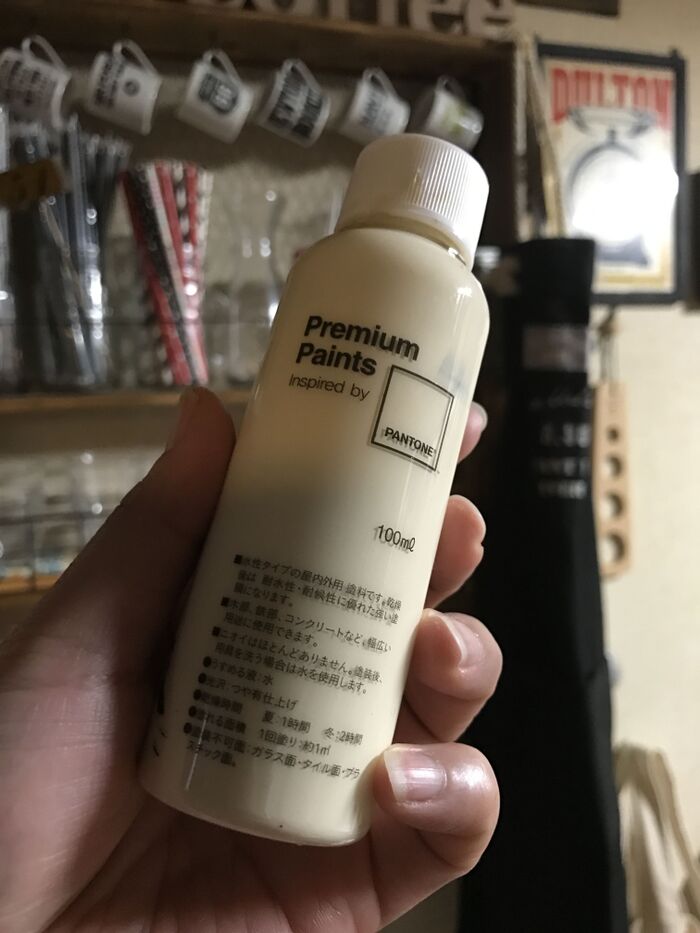 coffee
DULTON
Premium
Paints
Inspired by
PANTONE®
100mℓ
■水性タイプの屋内外用 塗料です。乾燥
後は 耐水性・耐候性に優れた強い塗
膜になります。
■木部、鉄部、コンクリートなど、幅広い
用途に使用できます。
■ニオイはほとんどありません。塗装後、
用具を洗う場合は水を使用します。
●うすめる液：水
●光沢：つや有仕上げ
●乾燥時間 夏：1時間 冬：2時間
れる面積 1回塗り：約1㎡
不可面：ガラス面・タイル面・プラ
スチック面。